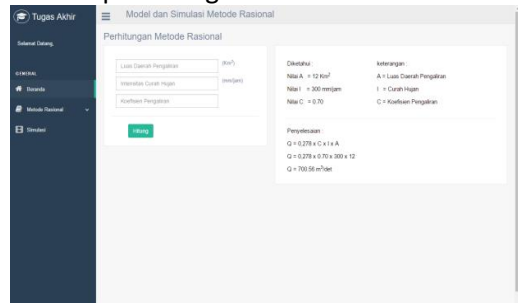 Tugas Akhir
Model dan Simulasi Metode Rasional
Selamat Datang,
GENERAL
Beranda
Metode Rasional
Simulasi
Perhitungan Metode Rasional
Luas Daerah Pengaliran (Km²)
Intensitas Curah Hujan (mm/jam)
Koefisien Pengaliran
Hitung
Diketahui : keterangan :
Nilai A = 12 Km² A = Luas Daerah Pengaliran
Nilai I = 300 mm/jam I = Curah Hujan
Nilai C = 0.70 C = Koefisien Pengaliran
Penyelesaian :
Q = 0,278 x C x I x A
Q = 0,278 x 0.70 x 300 x 12
Q = 700.56 m³/det